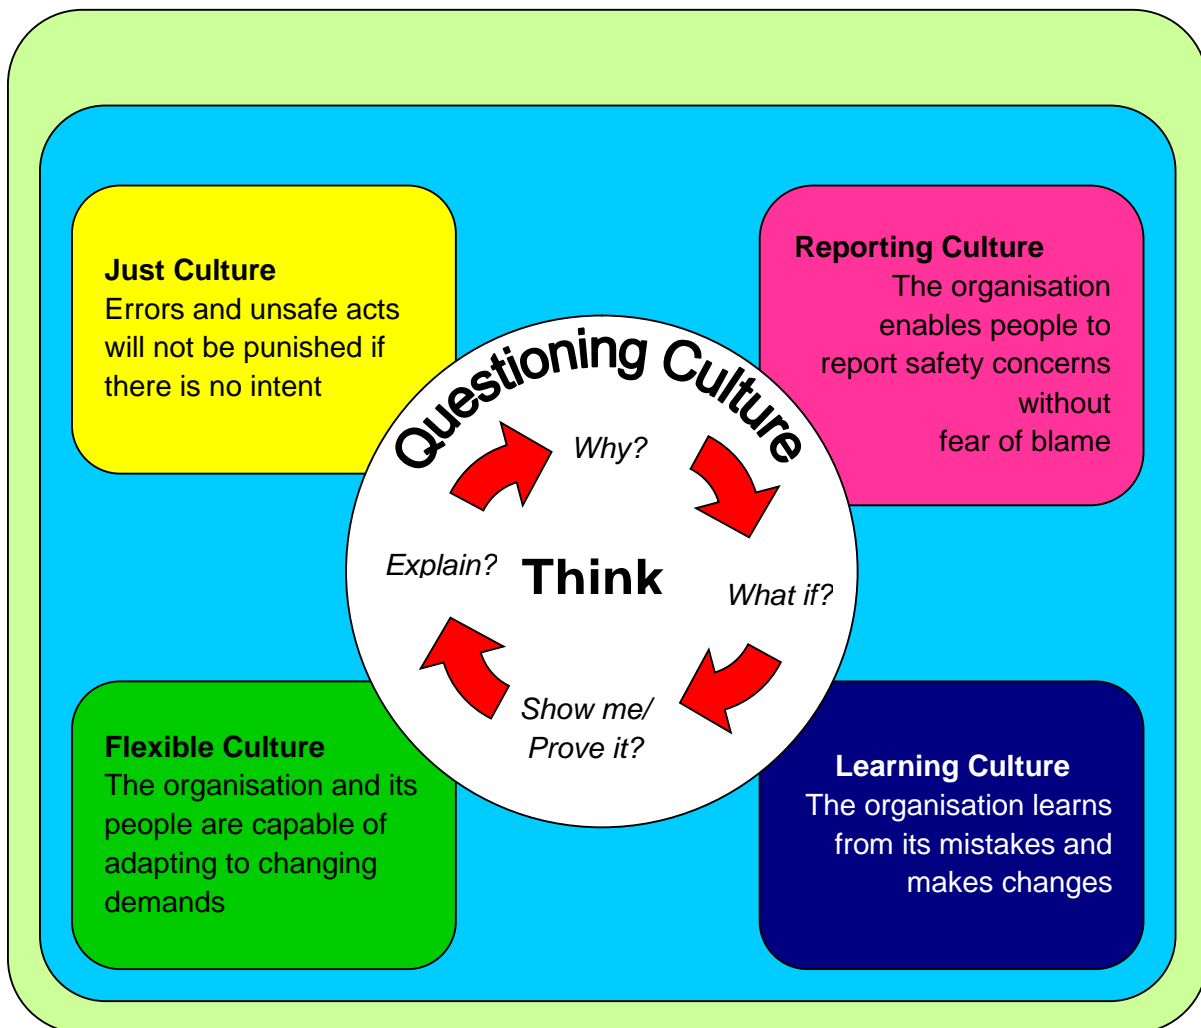 Just Culture
Errors and unsafe acts
will not be punished if
there is no intent
Reporting Culture
The organisation
enables people to
report safety concerns
without
fear of blame
Questioning Culture
Why?
What if?
Show me/
Prove it?
Explain?
Think
Flexible Culture
The organisation and its
people are capable of
adapting to changing
demands
Learning Culture
The organisation learns
from its mistakes and
makes changes